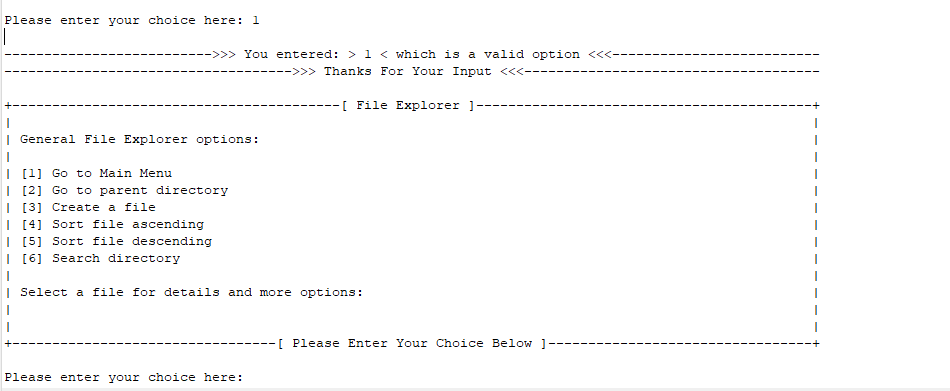 Please enter your choice here: 1
-------------------------->>> You entered: > 1 < which is a valid option <<<--------------------------
------------------------------------>>> Thanks For Your Input <<<-------------------------------------
+-----------------------------------------[ File Explorer ]------------------------------------------+
| |
| General File Explorer options: |
| |
| [1] Go to Main Menu |
| [2] Go to parent directory |
| [3] Create a file |
| [4] Sort file ascending |
| [5] Sort file descending |
| [6] Search directory |
| |
| Select a file for details and more options: |
| |
| |
+---------------------------------[ Please Enter Your Choice Below ]---------------------------------+
Please enter your choice here: